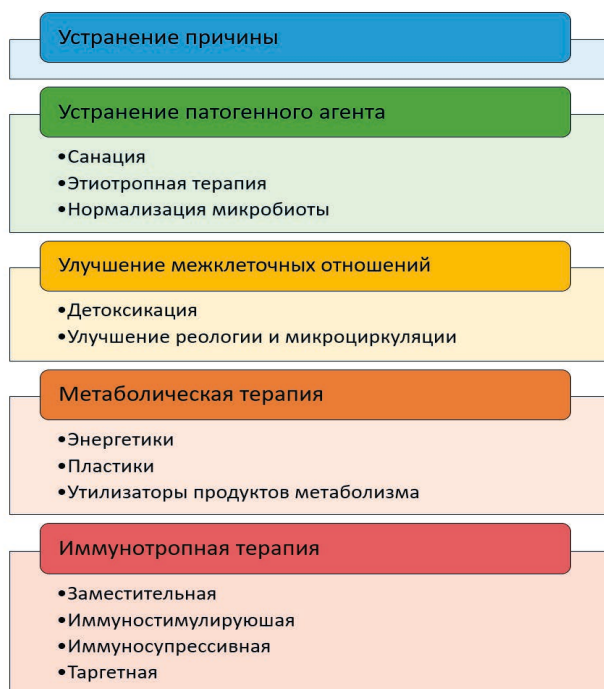 Устранение причины
Устранение патогенного агента
•Санация
•Этиотропная терапия
•Нормализация микробиоты
Улучшение межклеточных отношений
•Детоксикация
•Улучшение реологии и микроциркуляции
Метаболическая терапия
•Энергетики
•Пластики
•Утилизаторы продуктов метаболизма
Иммунотропная терапия
•Заместительная
•Иммуностимулируюшая
•Иммуносупрессивная
•Таргетная